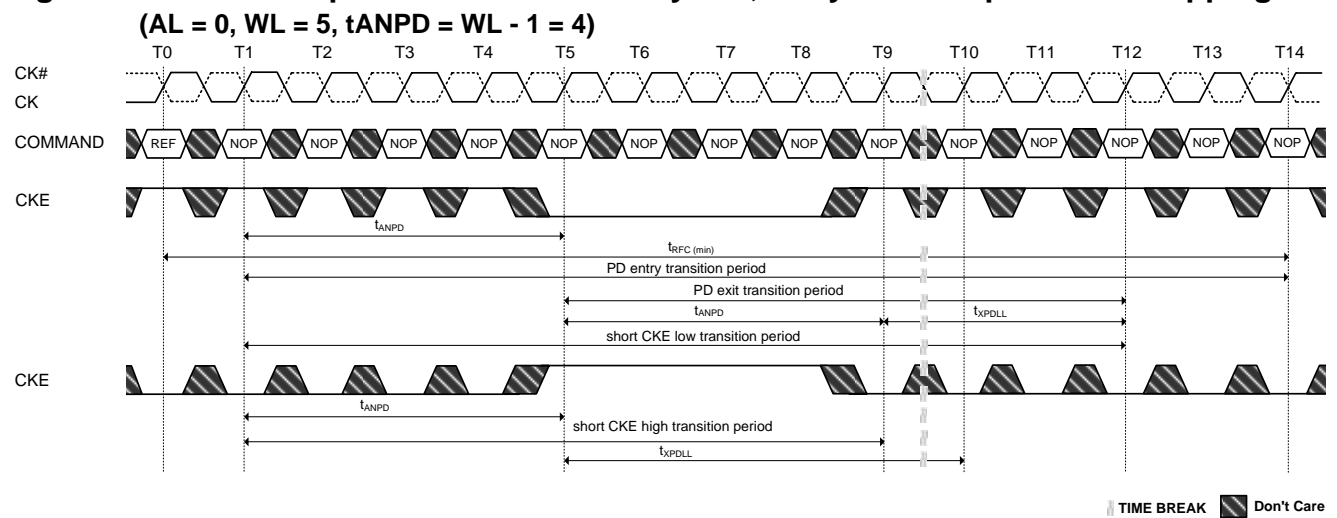 (AL = 0, WL = 5, tANPD = WL - 1 = 4)
T0 T1 T2 T3 T4 T5 T6 T7 T8 T9 T10 T11 T12 T13 T14
CK#
CK
COMMAND REF NOP NOP NOP NOP NOP NOP NOP NOP NOP NOP NOP NOP NOP NOP
CKE
tANPD
tRFC (min)
PD entry transition period
PD exit transition period
tANPD tXPDLL
short CKE low transition period
CKE
tANPD
short CKE high transition period
tXPDLL
TIME BREAK Don't Care